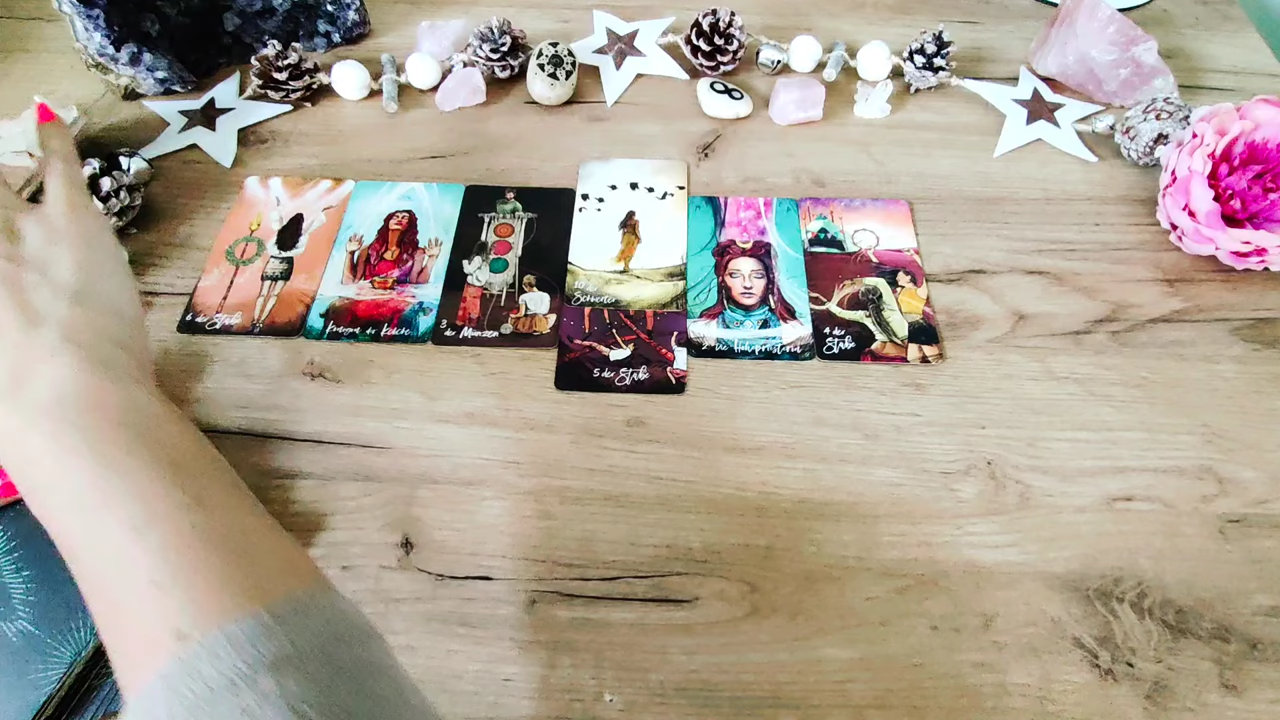 6 der Stäbe
Königin der Kelche
3
der Münzen
10 der
Schwerter
5 der Stäbe
2 Die Hohepriesterin
4 der
Stäbe
8